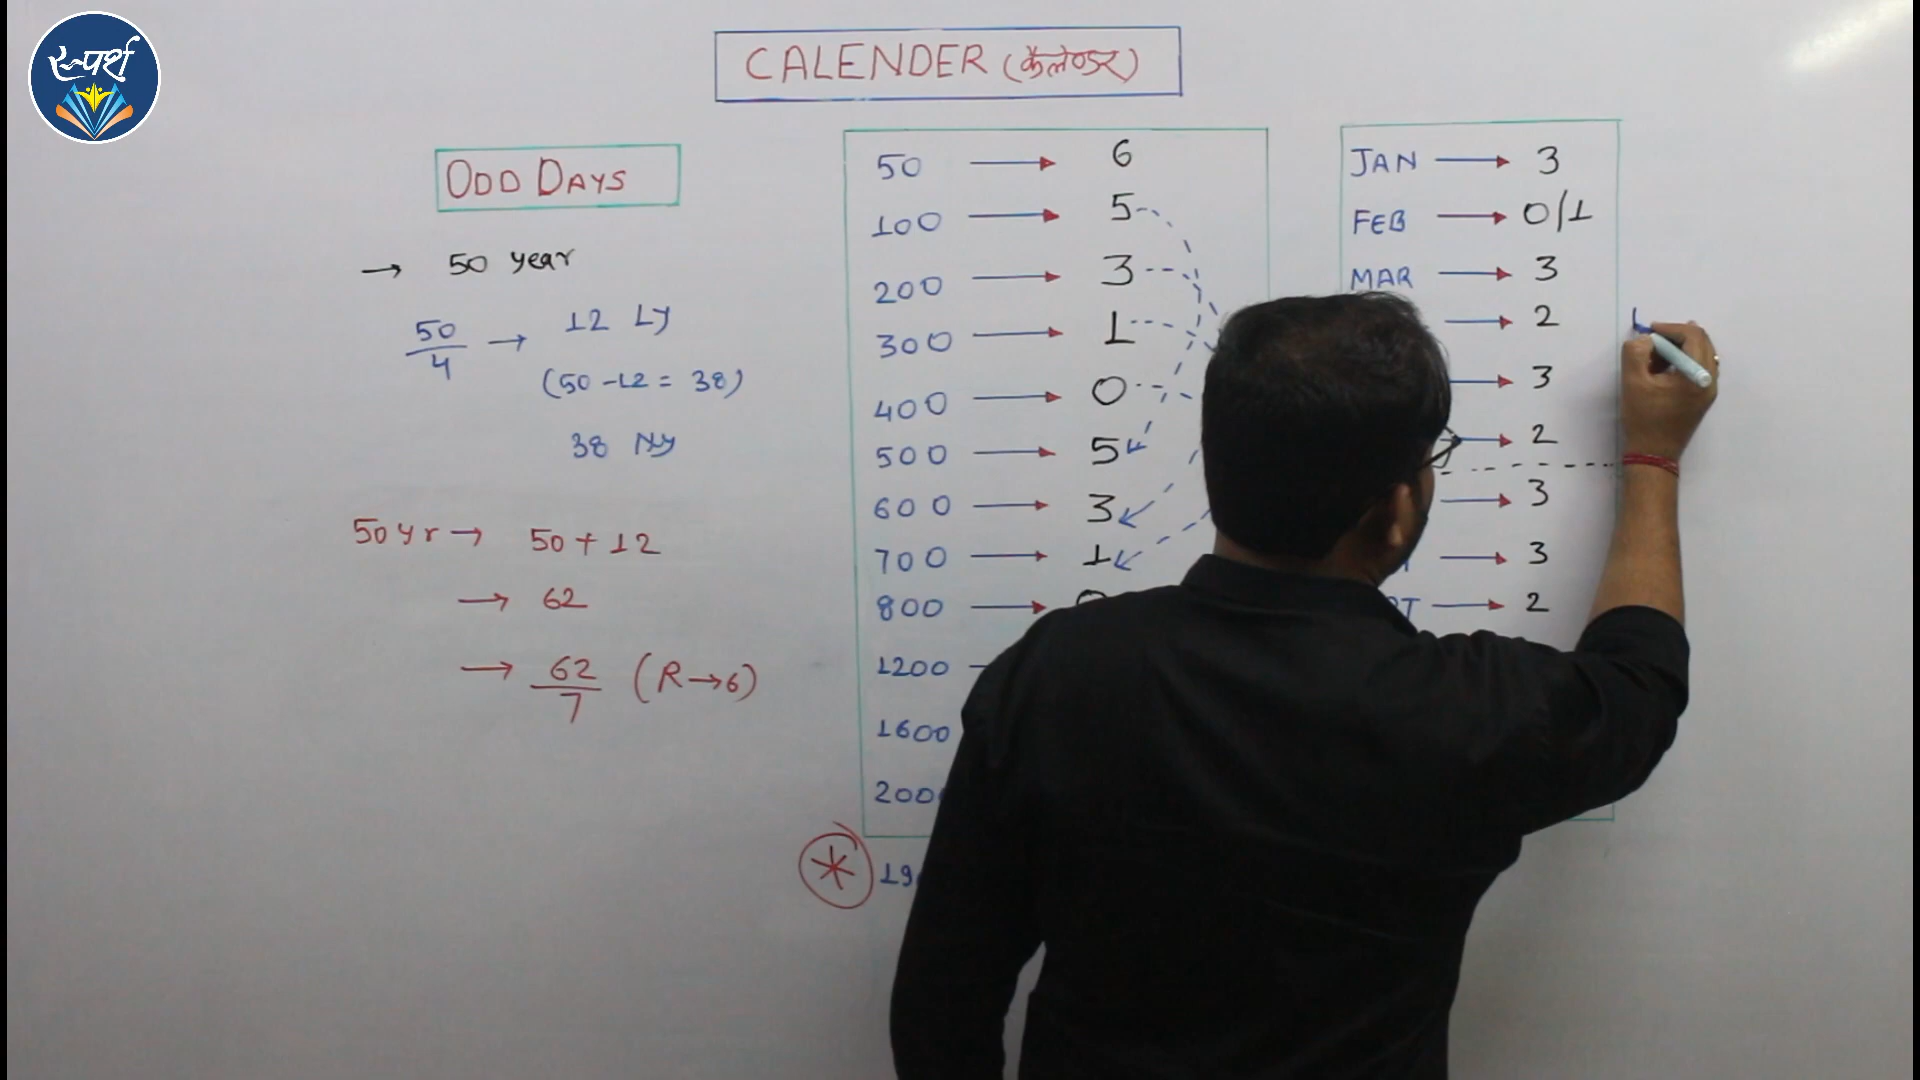 स्पर्श
CALENDER (कैलेण्डर)
ODD DAYS
→ 50 year
50/4 → 12 Ly
(50 - 12 = 38)
38 Ny
50 yr → 50 + 12
→ 62
→ 62/7 (R → 6)
50 → 6
100 → 5
200 → 3
300 → 1
400 → 0
500 → 5
600 → 3
700 → 1
800 →
1200
1600
* 
JAN → 3
FEB → 0/1
MAR → 3
→ 2
→ 3
→ 2
→ 3
→ 3
→ 2